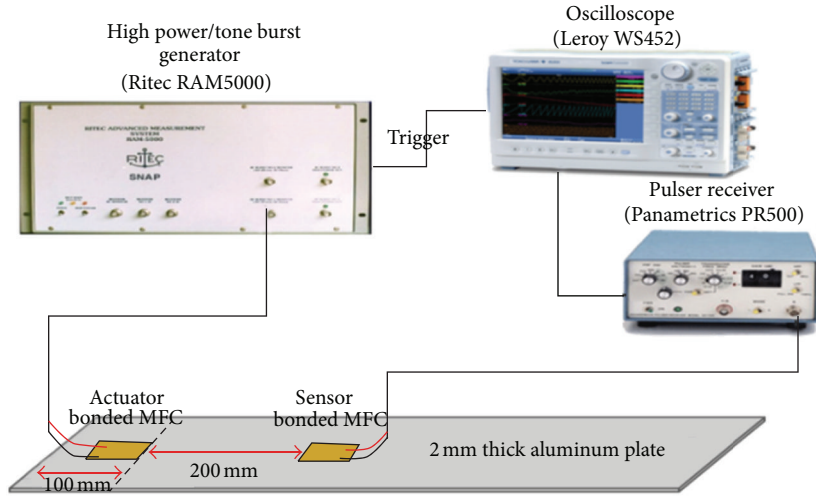 High power/tone burst
generator
(Ritec RAM5000)
Oscilloscope
(Leroy WS452)
RITEC ADVANCED MEASUREMENT
SYSTEM
RAM-5000
RITEC
SNAP
Trigger
Pulser receiver
(Panametrics PR500)
Actuator
bonded MFC
Sensor
bonded MFC
200 mm
100 mm
2 mm thick aluminum plate